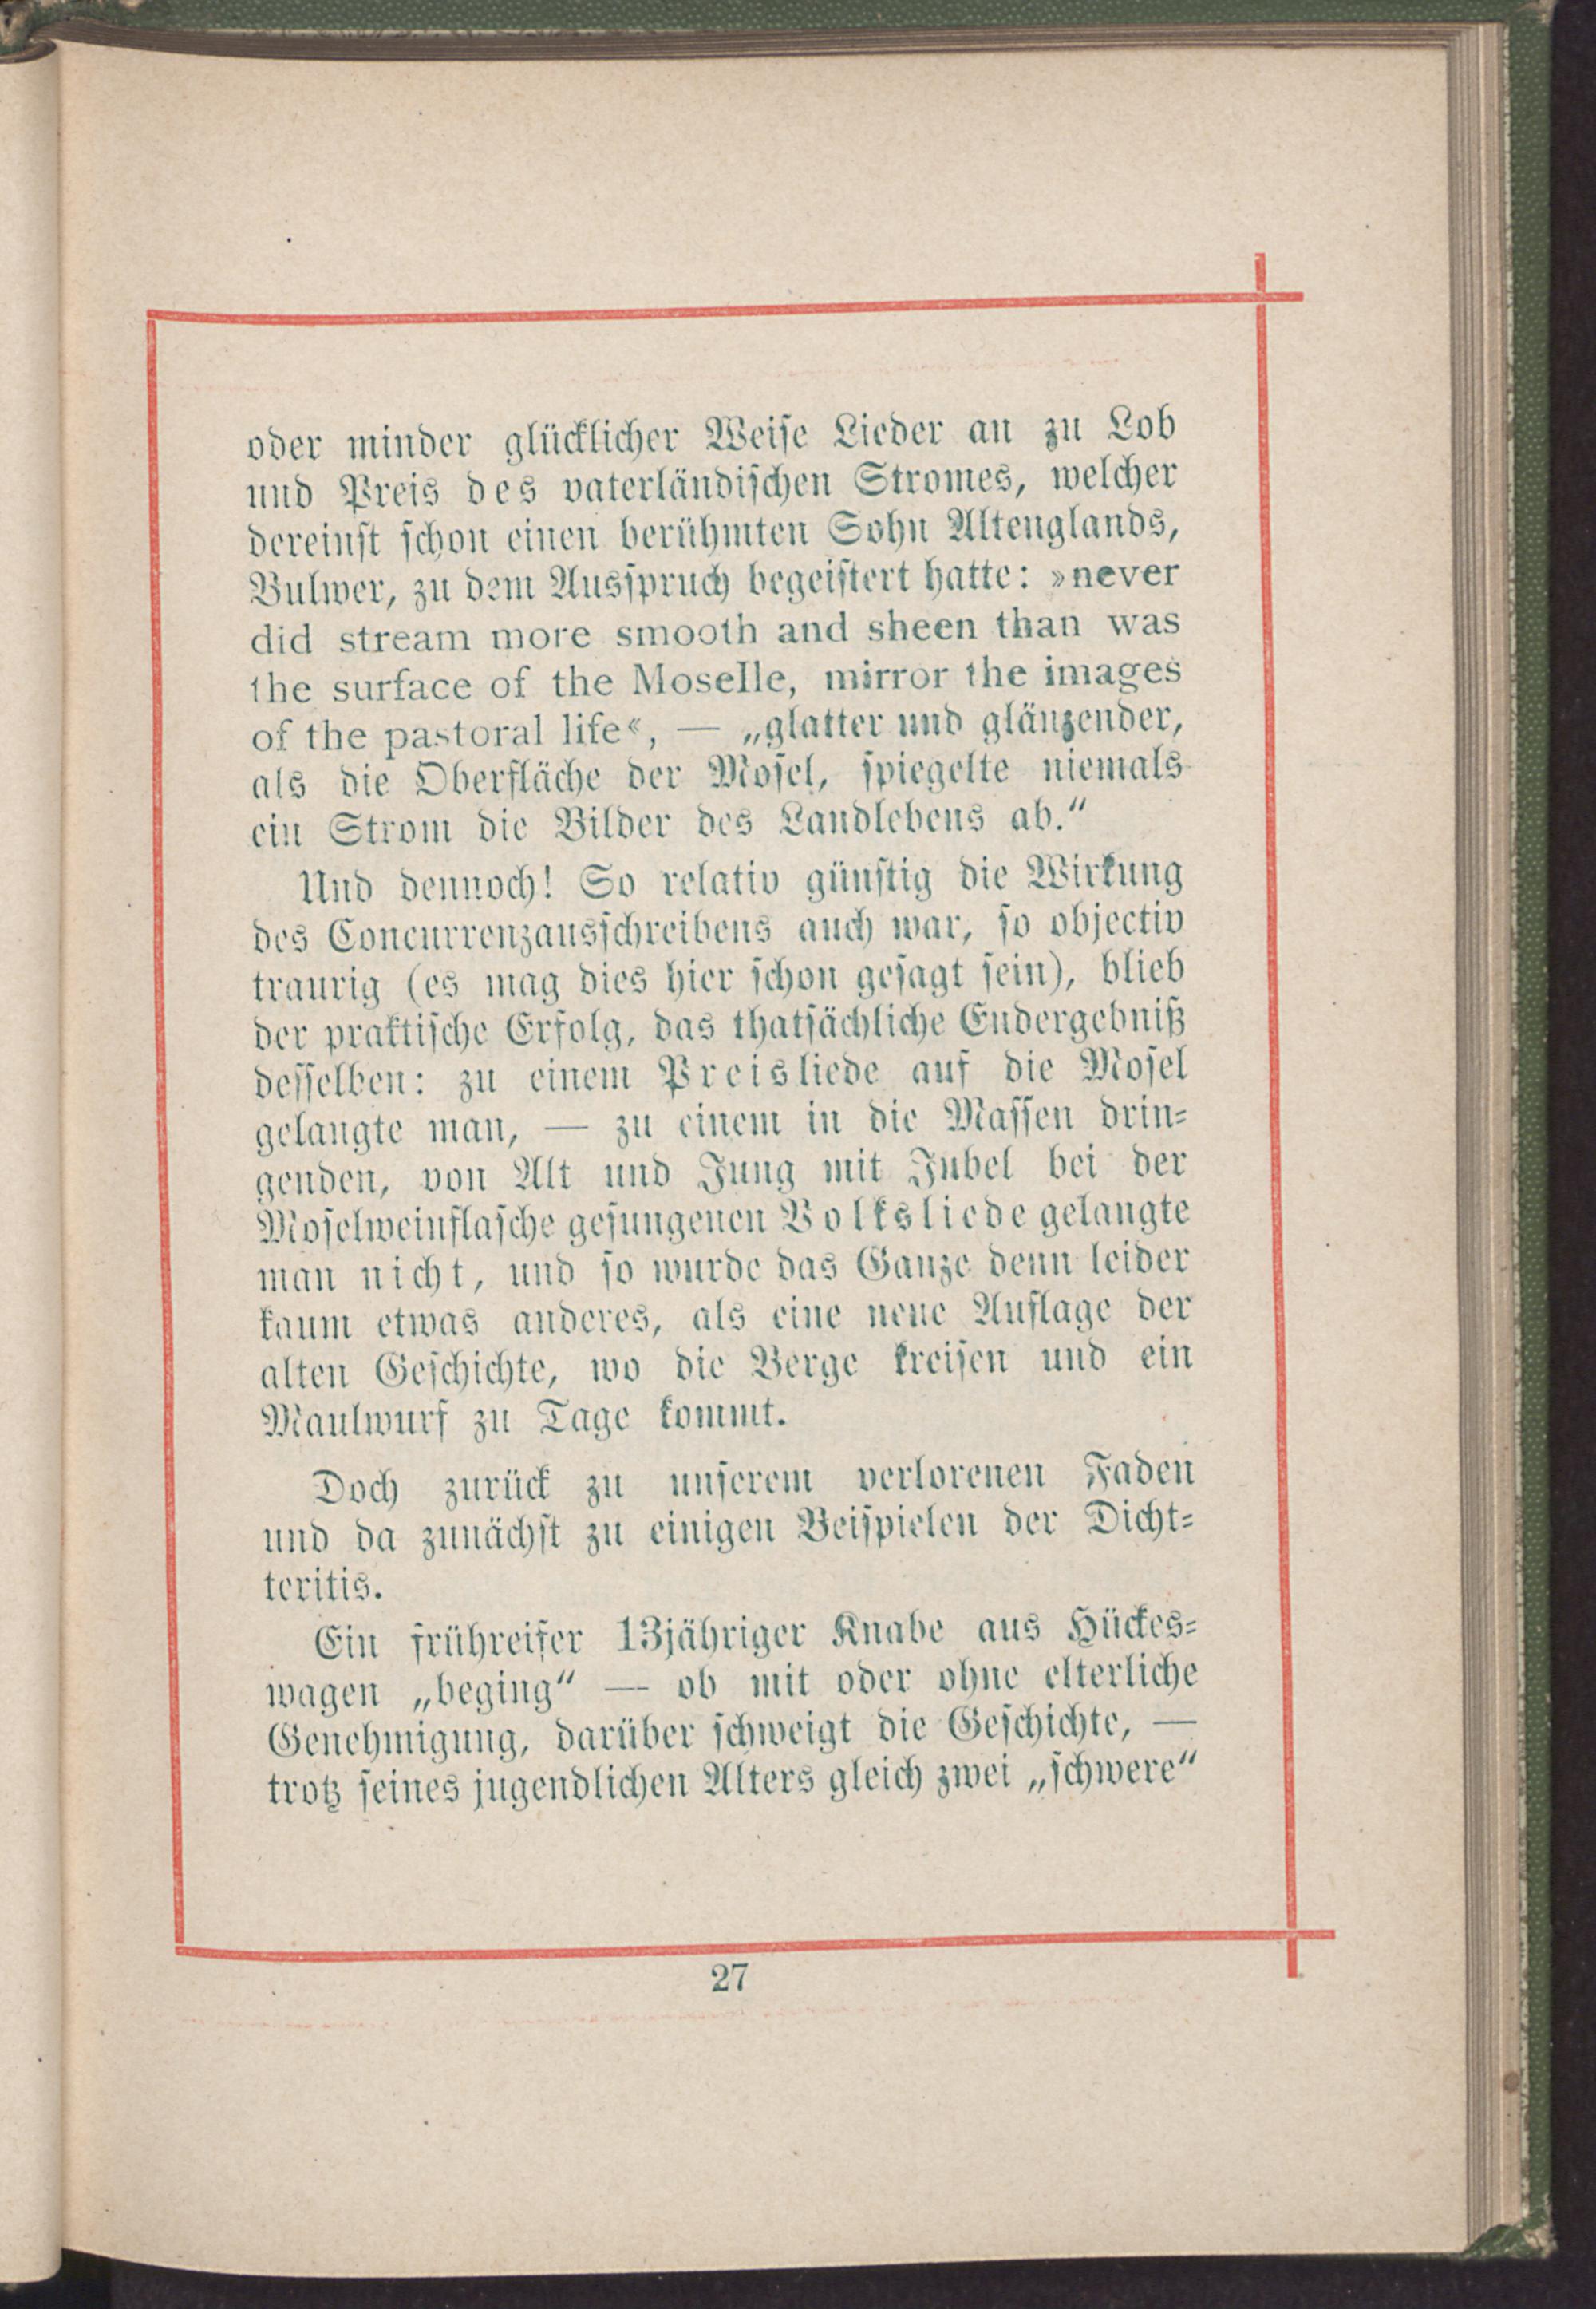 oder minder glücklicher Weise Lieder an zu Lob
und Preis des vaterländischen Stromes, welcher
dereinst schon einen berühmten Sohn Altenglands,
Bulwer, zu dem Ausspruch begeistert hatte: »never
did stream more smooth and sheen than was
the surface of the Moselle, mirror the images
of the pastoral life«, — „glatter und glänzender,
als die Oberfläche der Mosel, spiegelte niemals
ein Strom die Bilder des Landlebens ab.“
Und dennoch! So relativ günstig die Wirkung
des Concurrenzausschreibens auch war, so objectiv
traurig (es mag dies hier schon gesagt sein), blieb
der praktische Erfolg, das thatsächliche Endergebniß
desselben: zu einem Preisliede auf die Mosel
gelangte man, — zu einem in die Massen drin-
genden, von Alt und Jung mit Jubel bei der
Moselweinflasche gesungenen Volksliede gelangte
man nicht, und so wurde das Ganze denn leider
kaum etwas anderes, als eine neue Auflage der
alten Geschichte, wo die Berge kreisen und ein
Maulwurf zu Tage kommt.
Doch zurück zu unserem verlorenen Faden
und da zunächst zu einigen Beispielen der Dicht-
teritis.
Ein frühreifer 13jähriger Knabe aus Hückes-
wagen „beging“ — ob mit oder ohne elterliche
Genehmigung, darüber schweigt die Geschichte, —
trotz seines jugendlichen Alters gleich zwei „schwere“
27